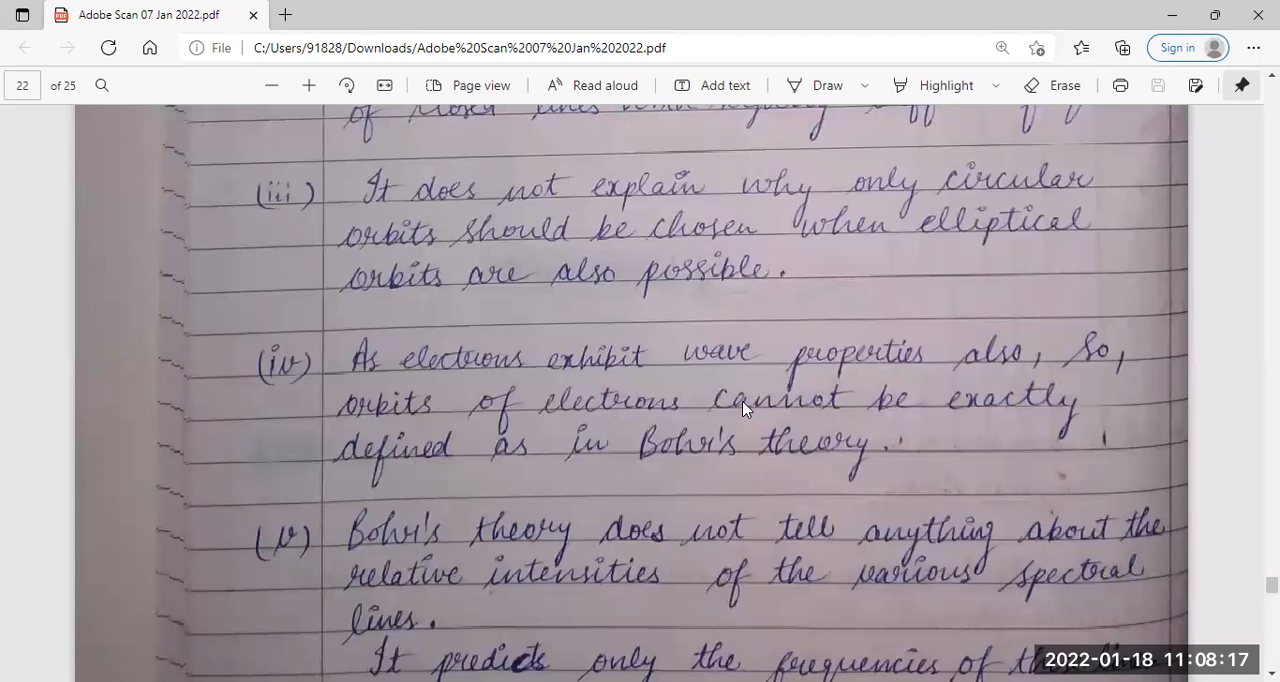 Adobe Scan 07 Jan 2022.pdf
File
C:/Users/91828/Downloads/Adobe%20Scan%2007%20Jan%202022.pdf
Sign in
22 of 25
Page view
Read aloud
Add text
Draw
Highlight
Erase
of closer lines
(iii) It does not explain why only circular
orbits should be chosen when elliptical
orbits are also possible.
(iv) As electrons exhibit wave properties also, So,
orbits of electrons cannot be exactly
defined as in Bohr's theory.
(v) Bohr's theory does not tell anything about the
relative intensities of the various spectral
lines.
It predicts only the frequencies of
2022-01-18 11:08:17